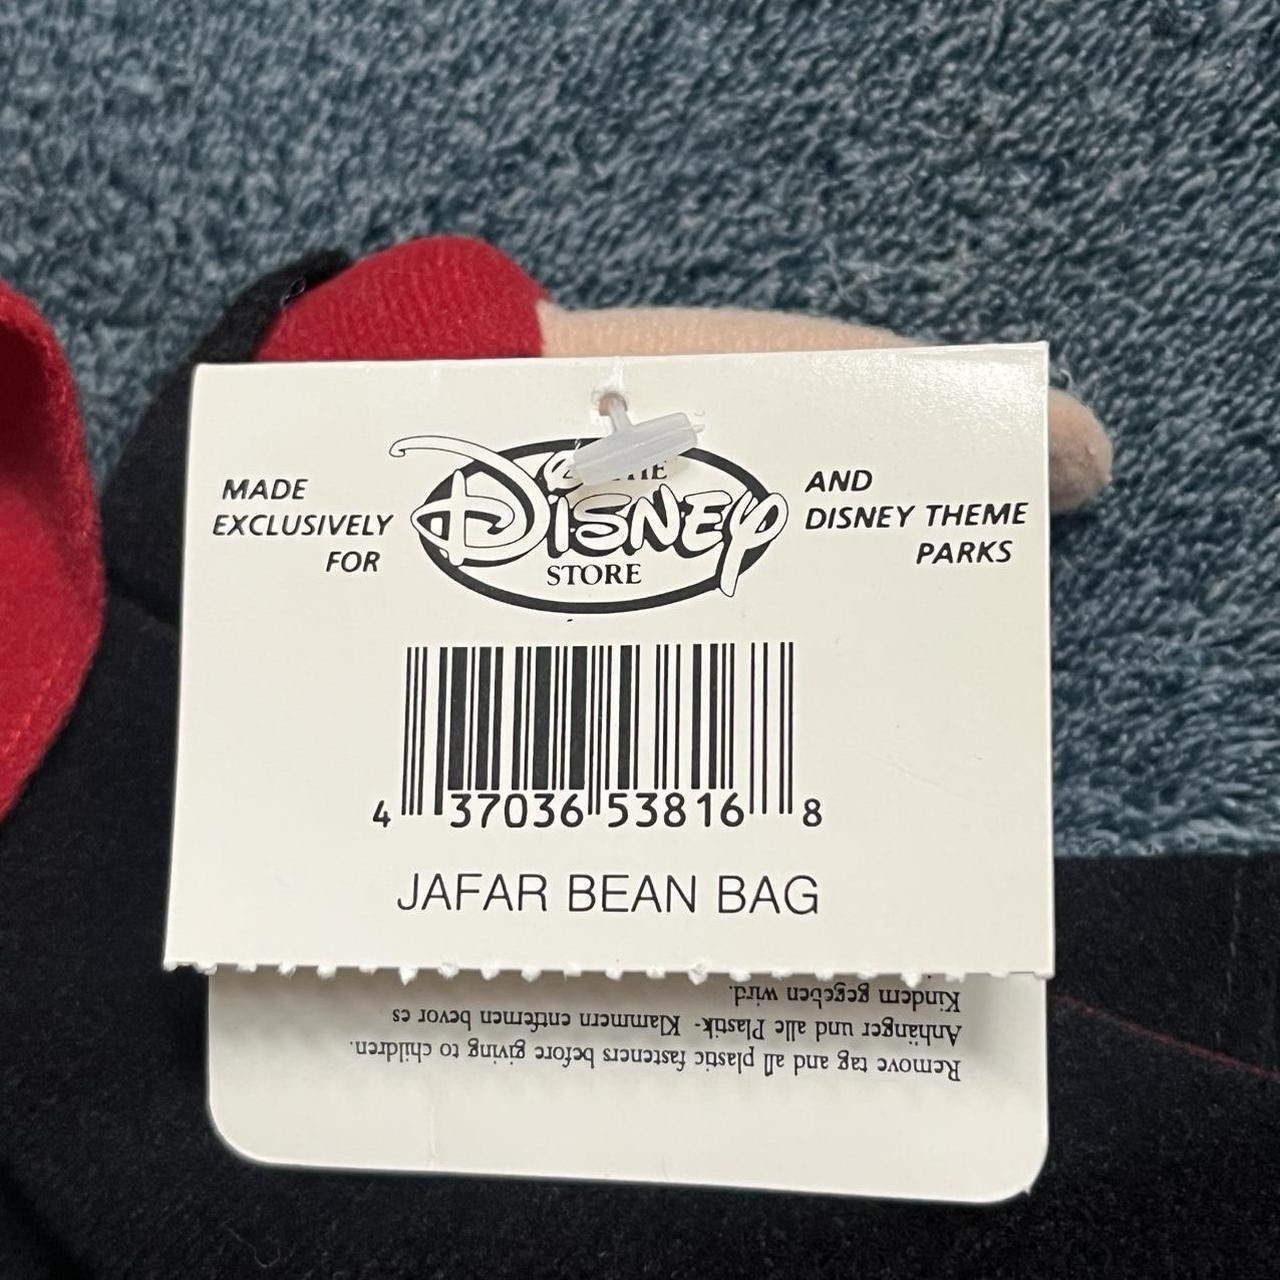 MADE
EXCLUSIVELY
FOR
THE
DISNEY
STORE
AND
DISNEY THEME
PARKS
4 37036 53816 8
JAFAR BEAN BAG
Remove tag and all plastic fasteners before giving to children.
Anhänger und alle Plastik- Klammern entfernen bevor es
Kindern gegeben wird.